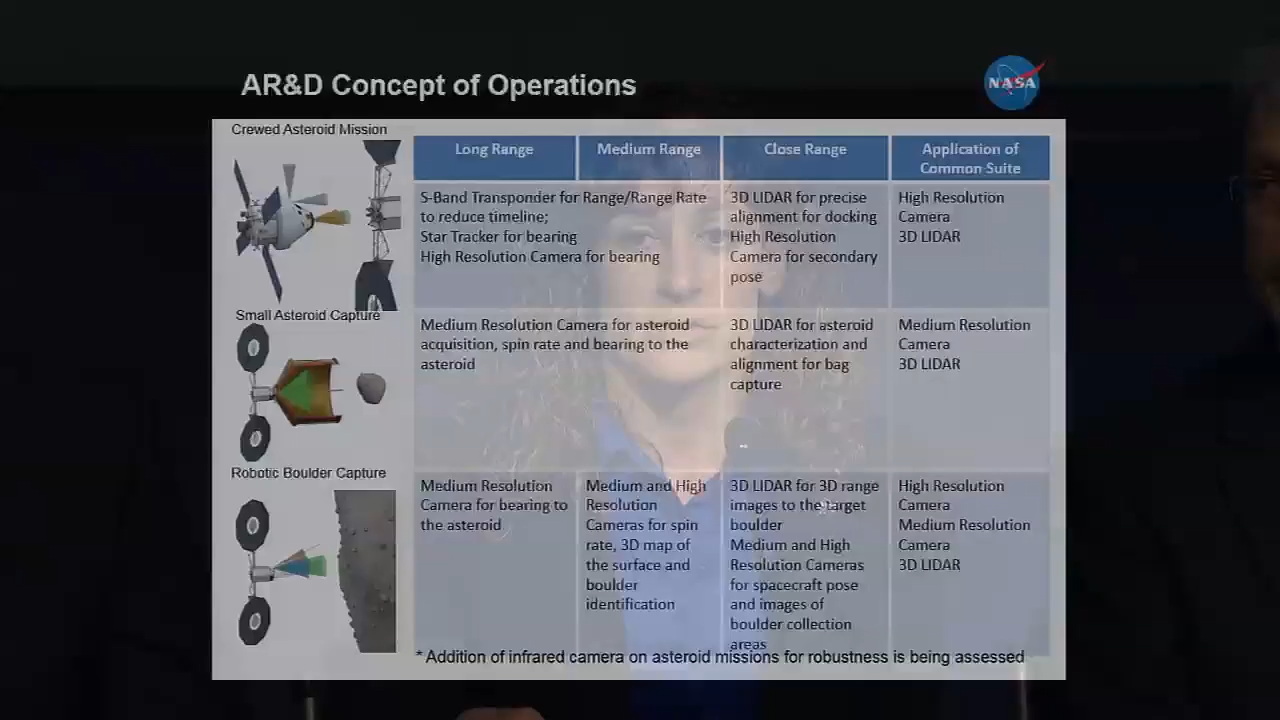 AR&D Concept of Operations
NASA
Crewed Asteroid Mission
Long Range
Medium Range
Close Range
Application of
Common Suite
S-Band Transponder for Range/Range Rate
to reduce timeline;
Star Tracker for bearing
High Resolution Camera for bearing
3D LIDAR for precise
alignment for docking
High Resolution
Camera for secondary
pose
High Resolution
Camera
3D LIDAR
Small Asteroid Capture
Medium Resolution Camera for asteroid
acquisition, spin rate and bearing to the
asteroid
3D LIDAR for asteroid
characterization and
alignment for bag
capture
Medium Resolution
Camera
3D LIDAR
Robotic Boulder Capture
Medium Resolution
Camera for bearing to
the asteroid
Medium and High
Resolution
Cameras for spin
rate, 3D map of
the surface and
boulder
identification
3D LIDAR for 3D range
images to the target
boulder
Medium and High
Resolution Cameras
for spacecraft pose
and images of
boulder collection
areas
High Resolution
Camera
Medium Resolution
Camera
3D LIDAR
* Addition of infrared camera on asteroid missions for robustness is being assessed